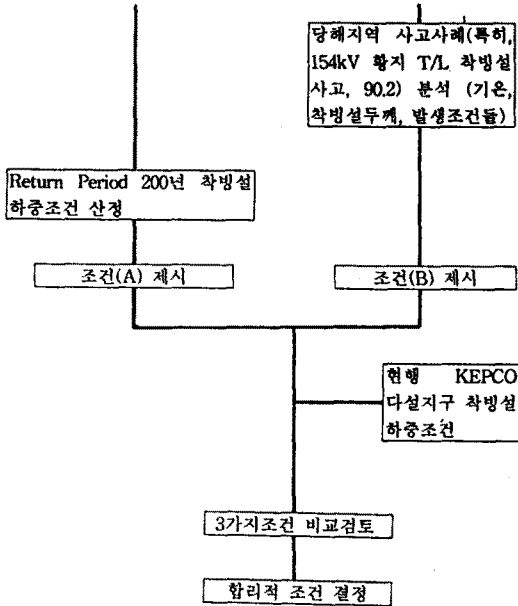 당해지역 사고사례(특히,
154kV 황지 T/L 착빙설
사고, 90.2) 분석 (기온,
착빙설두께, 발생조건들)
Return Period 200년 착빙설
하중조건 산정
조건(A) 제시
조건(B) 제시
현행 KEPCO
다설지구 착빙설
하중조건
3가지조건 비교검토
합리적 조건 결정